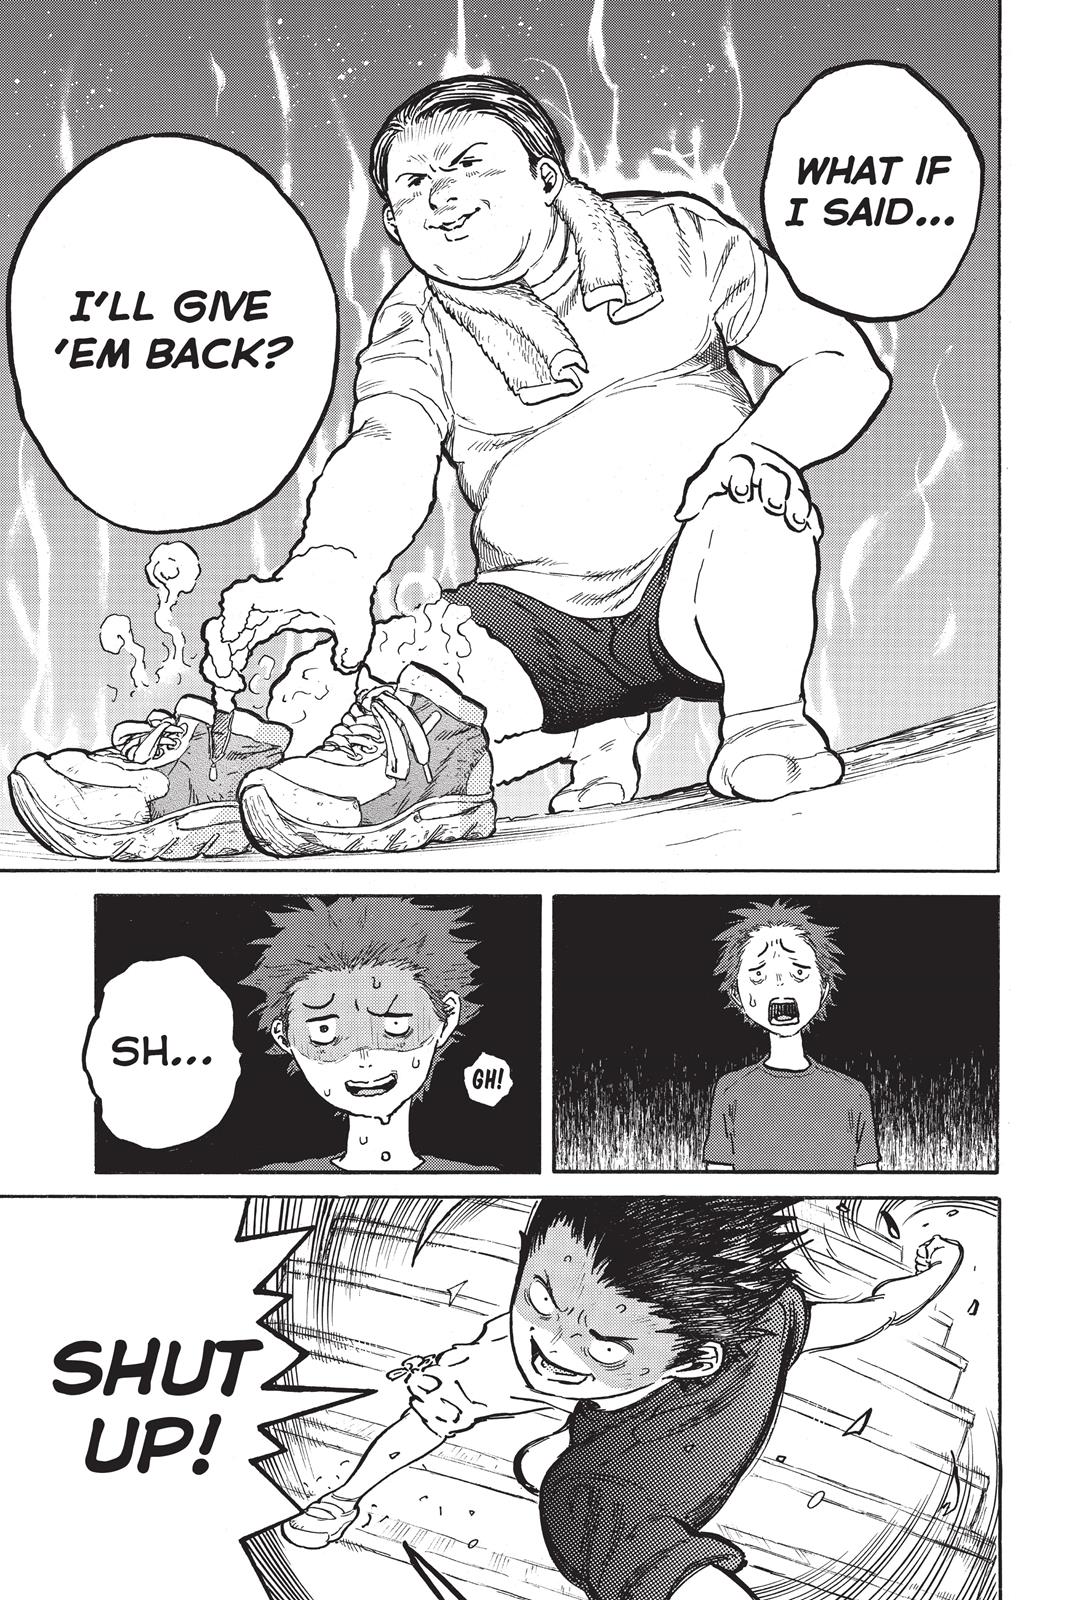 WHAT IF
I SAID...
I'LL GIVE
'EM BACK?
GH!
SH...
SHUT
UP!